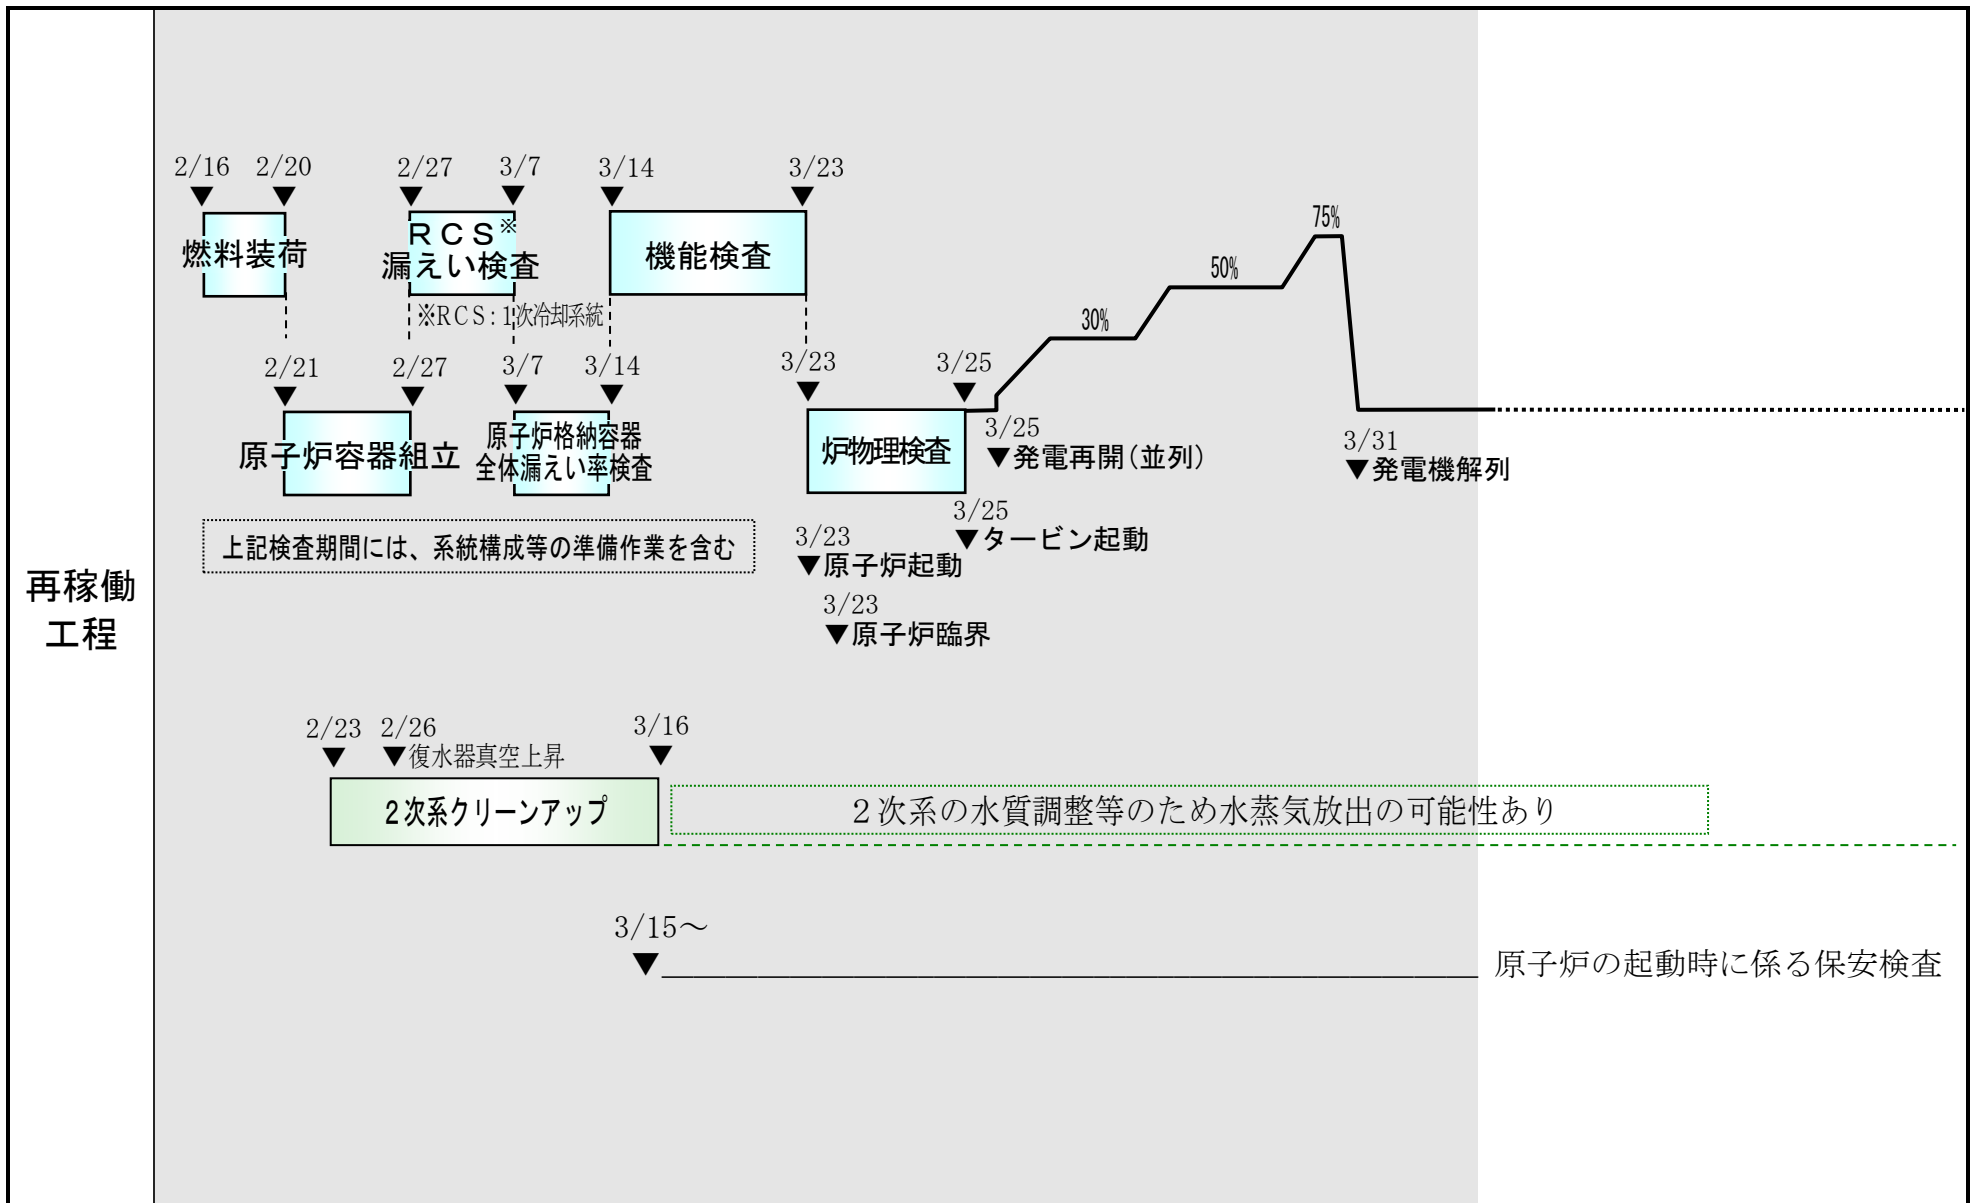 再稼働
工程
2/16 2/20 2/27 3/7 3/14 3/23
▼ ▼ ▼ ▼ ▼ ▼
燃料装荷
ＲＣＳ※
漏えい検査
機能検査
※RCS:1次冷却系統
2/21 2/27 3/7 3/14 3/23 3/25
▼ ▼ ▼ ▼ ▼ ▼
原子炉容器組立
原子炉格納容器
全体漏えい率検査
炉物理検査
30%
50%
75%
3/25
▼発電再開(並列)
3/31
▼発電機解列
3/25
▼タービン起動
3/23
▼原子炉起動
3/23
▼原子炉臨界
上記検査期間には、系統構成等の準備作業を含む
2/23 2/26 3/16
▼ ▼復水器真空上昇 ▼
２次系クリーンアップ
２次系の水質調整等のため水蒸気放出の可能性あり
3/15～
▼
原子炉の起動時に係る保安検査